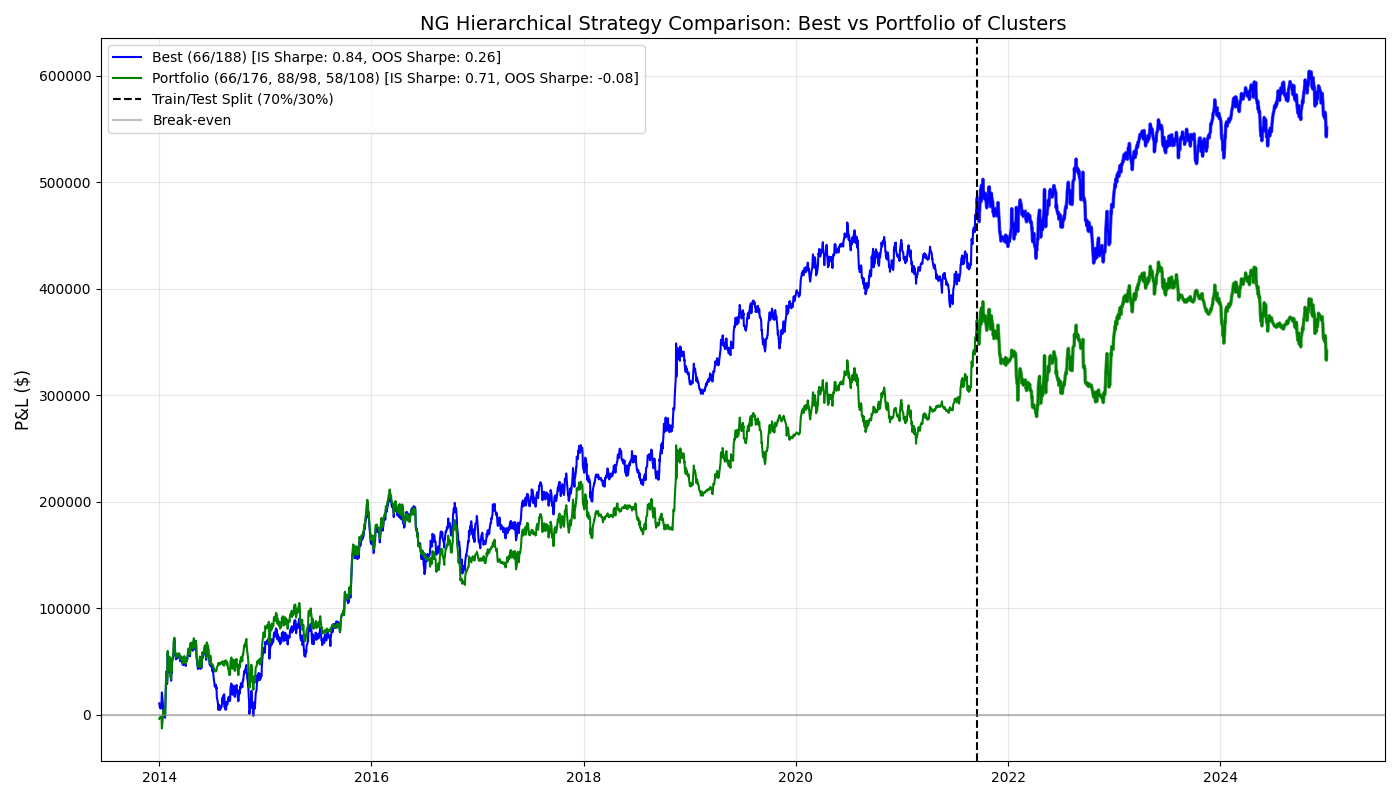 NG Hierarchical Strategy Comparison: Best vs Portfolio of Clusters
Best (66/188) [IS Sharpe: 0.84, OOS Sharpe: 0.26]
Portfolio (66/176, 88/98, 58/108) [IS Sharpe: 0.71, OOS Sharpe: -0.08]
Train/Test Split (70%/30%)
Break-even
P&L ($)
600000
500000
400000
300000
200000
100000
0
2014 2016 2018 2020 2022 2024